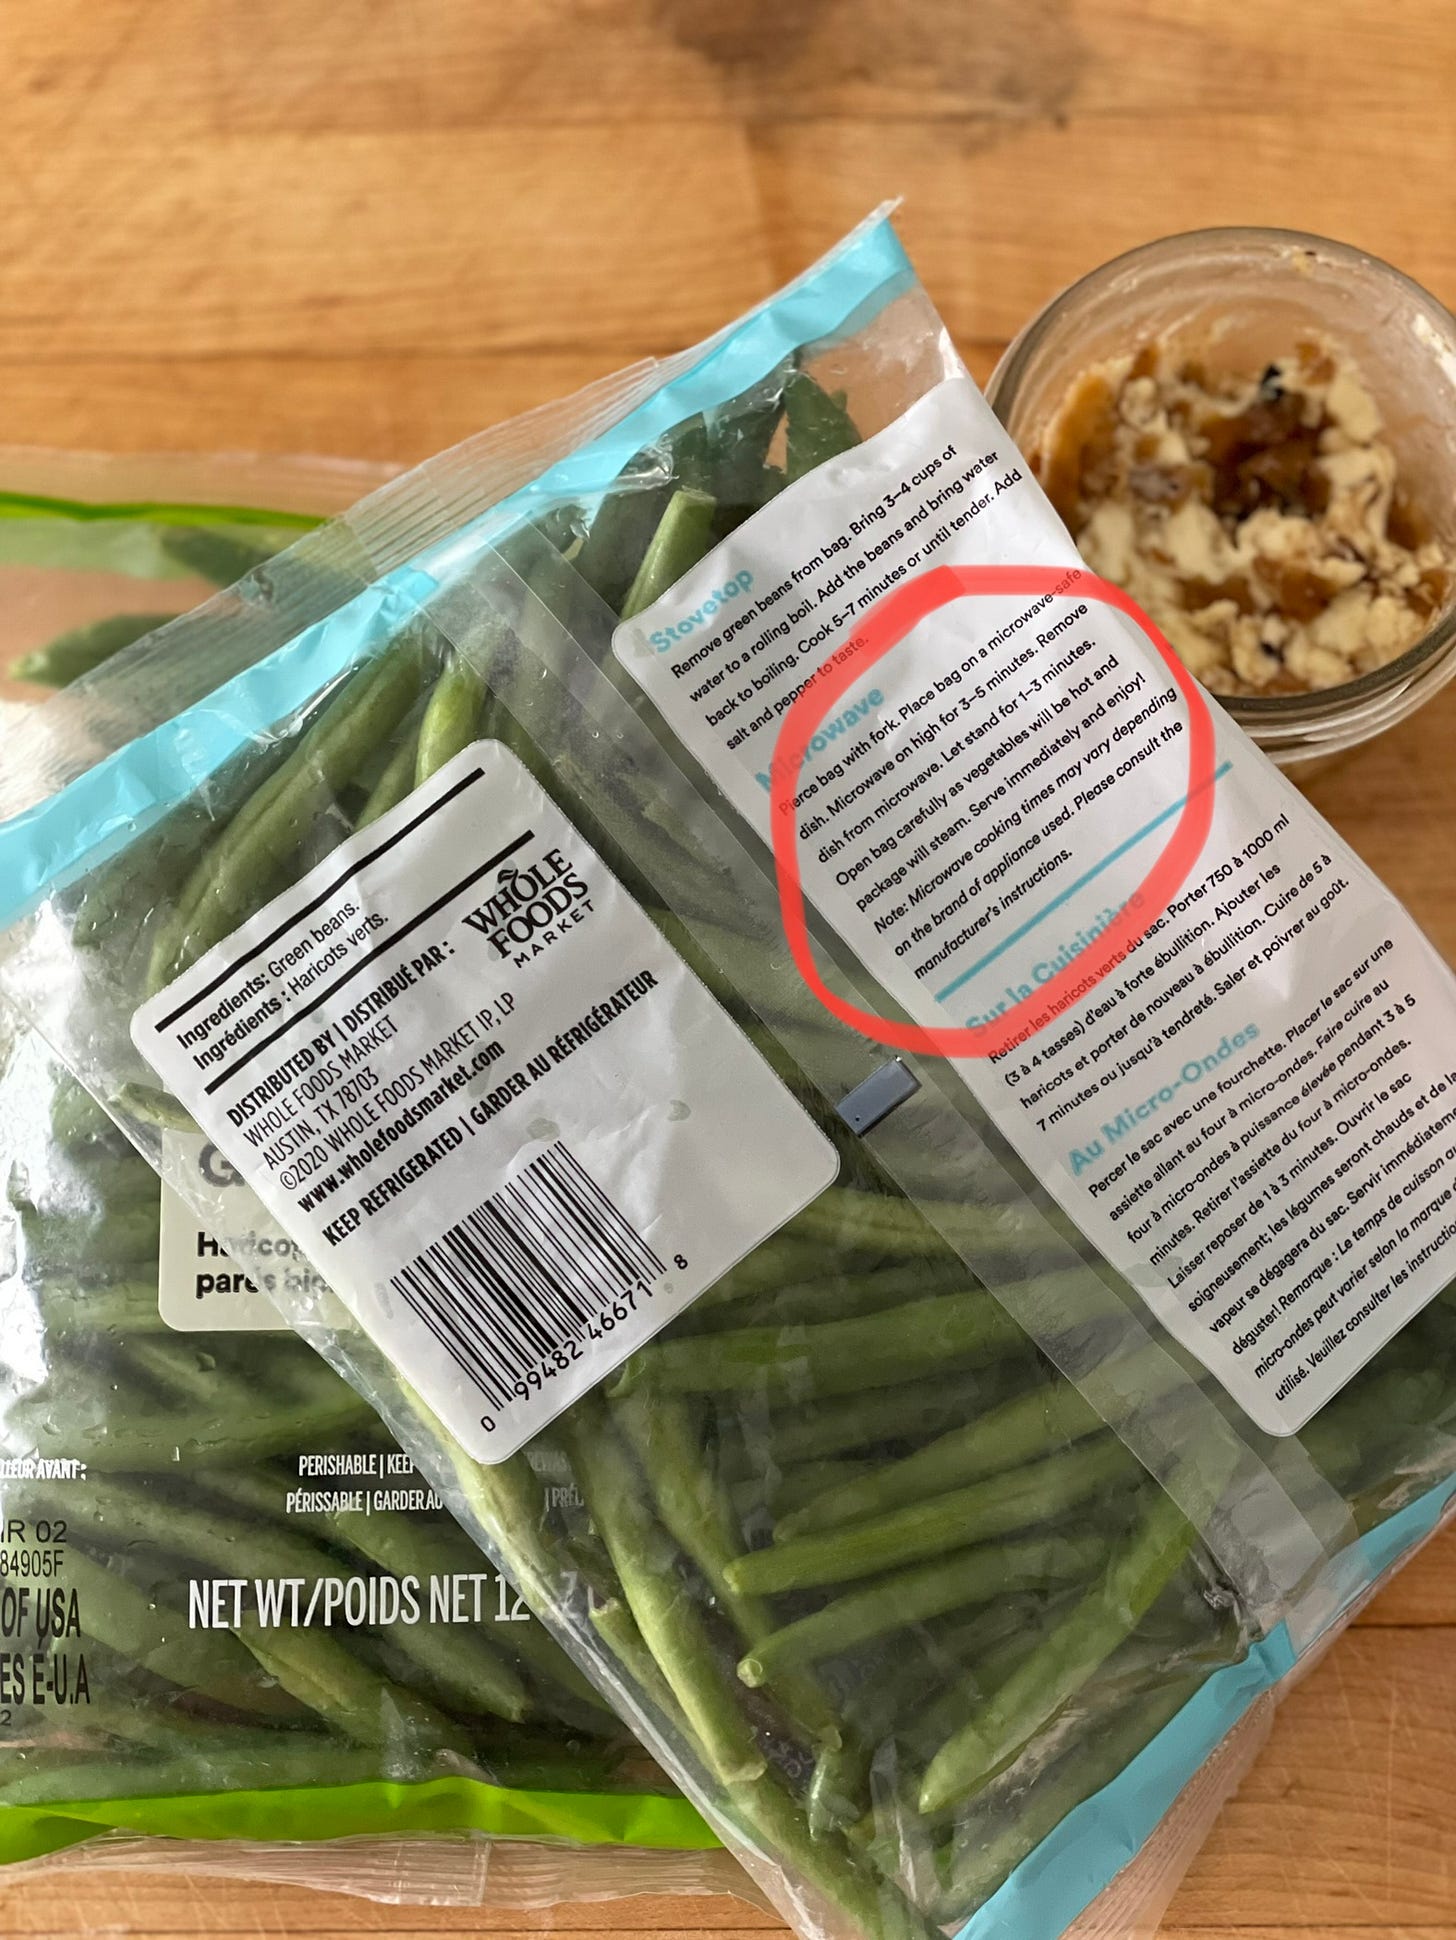 Stovetop
Remove green beans from bag. Bring 3–4 cups of
water to a rolling boil. Add the beans and bring water
back to boiling. Cook 5–7 minutes or until tender. Add
salt and pepper to taste.
Microwave
Pierce bag with fork. Place bag on a microwave-safe
dish. Microwave on high for 3–5 minutes. Remove
dish from microwave. Let stand for 1–3 minutes.
Open bag carefully as vegetables will be hot and
package will steam. Serve immediately and enjoy!
Note: Microwave cooking times may vary depending
on the brand of appliance used. Please consult the
manufacturer's instructions.
Sur la Cuisinière
Retirer les haricots verts du sac. Porter 750 à 1000 ml
(3 à 4 tasses) d'eau à forte ébullition. Ajouter les
haricots et porter de nouveau à ébullition. Cuire de 5 à
7 minutes ou jusqu'à tendreté. Saler et poivrer au goût.
Au Micro-Ondes
Percer le sac avec une fourchette. Placer le sac sur une
assiette allant au four à micro-ondes. Faire cuire au
four à micro-ondes à puissance élevée pendant 3 à 5
minutes. Retirer l'assiette du four à micro-ondes.
Laisser reposer de 1 à 3 minutes. Ouvrir le sac
soigneusement; les légumes seront chauds et de
vapeur se dégagera du sac. Servir
déguster! Remarque : Le temps de cuisson
micro-ondes peut varier selon la marque
utilisé. Veuillez consulter les
Ingredients: Green beans.
Ingrédients : Haricots verts.
DISTRIBUTED BY | DISTRIBUÉ PAR :
WHOLE FOODS MARKET
AUSTIN, TX 78703
©2020 WHOLE FOODS MARKET IP, LP
www.wholefoodsmarket.com
KEEP REFRIGERATED | GARDER AU RÉFRIGÉRATEUR
WHOLE
FOODS
MARKET
0 99482 46671 8
parés
AVANT:
PERISHABLE | KEEP
PÉRISSABLE | GARDER AU
02
84905F
OF USA
É-U.A
2
NET WT/POIDS NET 12